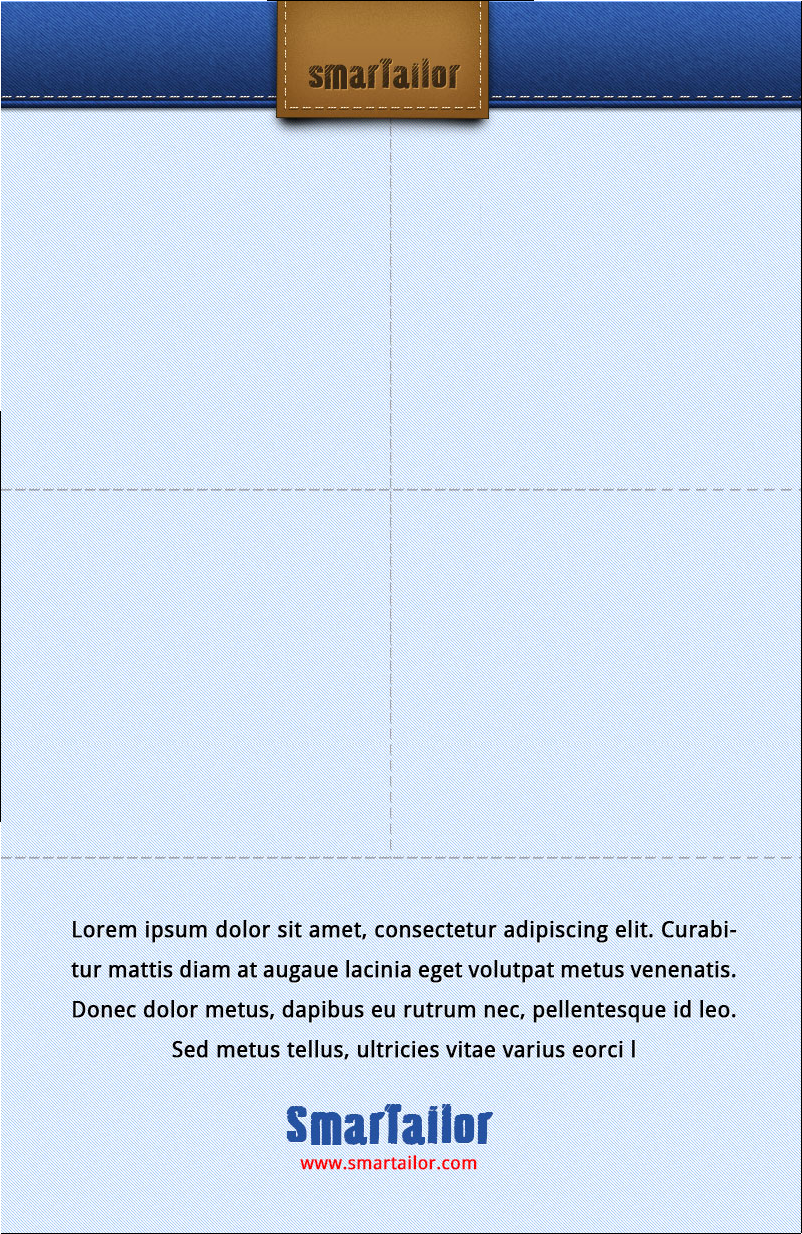 smarTailor
Lorem ipsum dolor sit amet, consectetur adipiscing elit. Curabi-
tur mattis diam at augaue lacinia eget volutpat metus venenatis.
Donec dolor metus, dapibus eu rutrum nec, pellentesque id leo.
Sed metus tellus, ultricies vitae varius eorci l
SmarTailor
www.smartailor.com